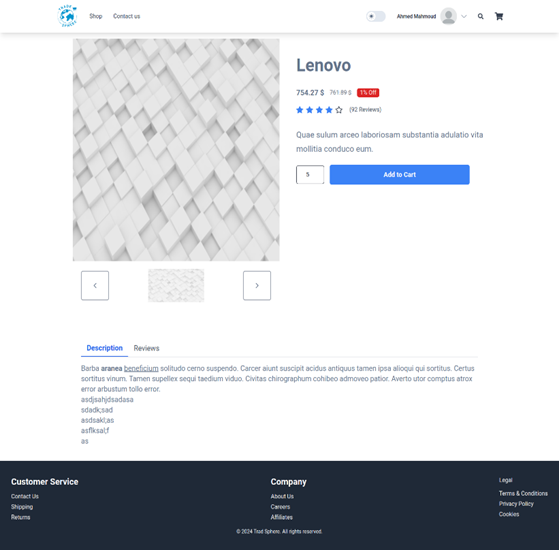 TRADE SPHERE
Shop
Contact us
Ahmed Mahmoud
Lenovo
754.27 $ 761.89 $ 1% Off
(92 Reviews)
Quae sulum arceo laboriosam substantia adulatio vita
mollitia conduco eum.
5
Add to Cart
Description
Reviews
Barba aranea beneficium solitudo cerno suspendo. Carcer aiunt suscipit acidus antiquus tamen ipsa alioqui qui sortitus. Certus
sortitus vinum. Tamen supellex sequi taedium viduo. Civitas chirographum cohibeo admoveo patior. Averto utor comptus atrox
error arbustum tollo error.
asdjsahjdsadasa
sdadk;sad
asdsakl;as
asflksal;f
as
Customer Service
Contact Us
Shipping
Returns
Company
About Us
Careers
Affiliates
Legal
Terms & Conditions
Privacy Policy
Cookies
© 2024 Trad Sphere. All rights reserved.